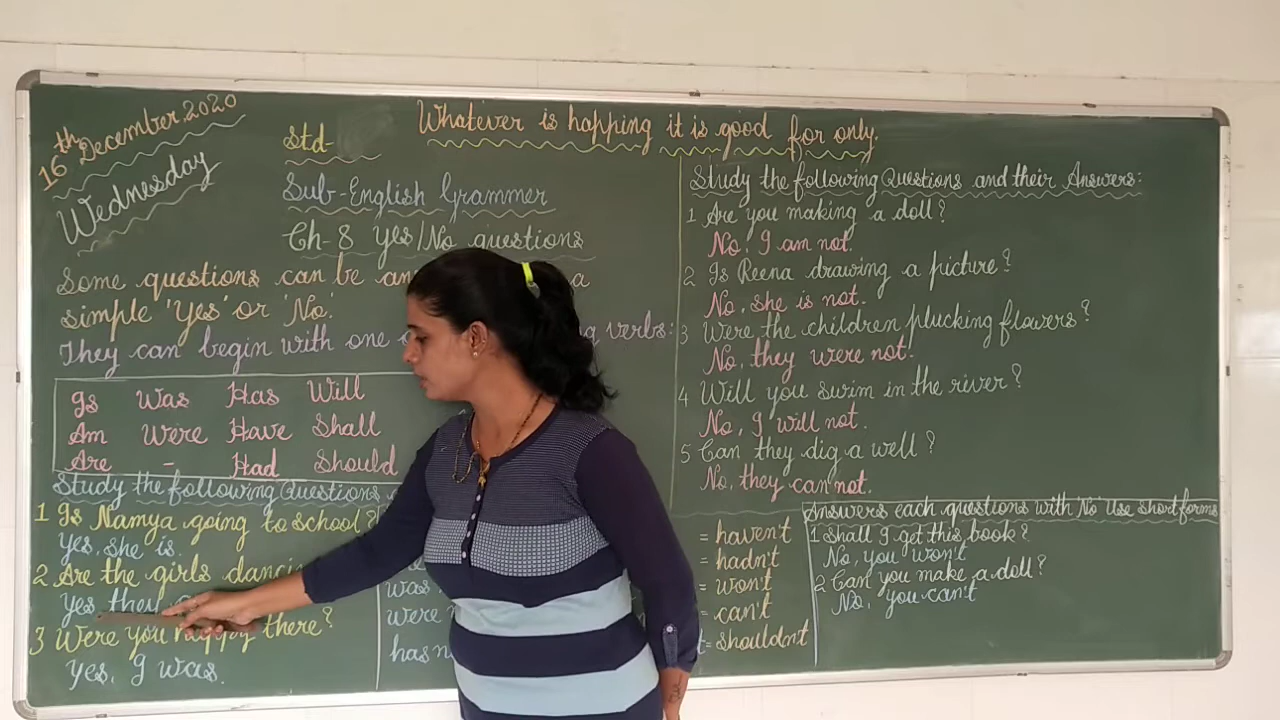 16th December.2020
Wednesday
Whatever is happing it is good for only.
Std-
Sub-English Grammer
Ch-8 Yes/No questions
Some questions can be a
simple 'Yes' or 'No'.
They can begin with one verbs:
Is Was Has Will
Am Were Have Shall
Are - Had Should
Study the following Questions
1 Is Namya going to school?
Yes, she is.
2 Are the girls
Yes they
3 Were you happy there?
Yes, I was.
was
were
= haven't
= hadn't
= won't
= can't
= shouldn't
Study the following Questions and their Answers:
1 Are you making a doll?
No, I am not.
2 Is Reena drawing a picture?
No, she is not.
3 Were the children plucking flowers?
No, they were not.
4 Will you swim in the river?
No, I will not.
5 Can they dig a well?
No, they can not.
Answers each questions with 'No' Use short forms
1 Shall I get this book?
No, you won't
2 Can you make a doll?
No, you can't